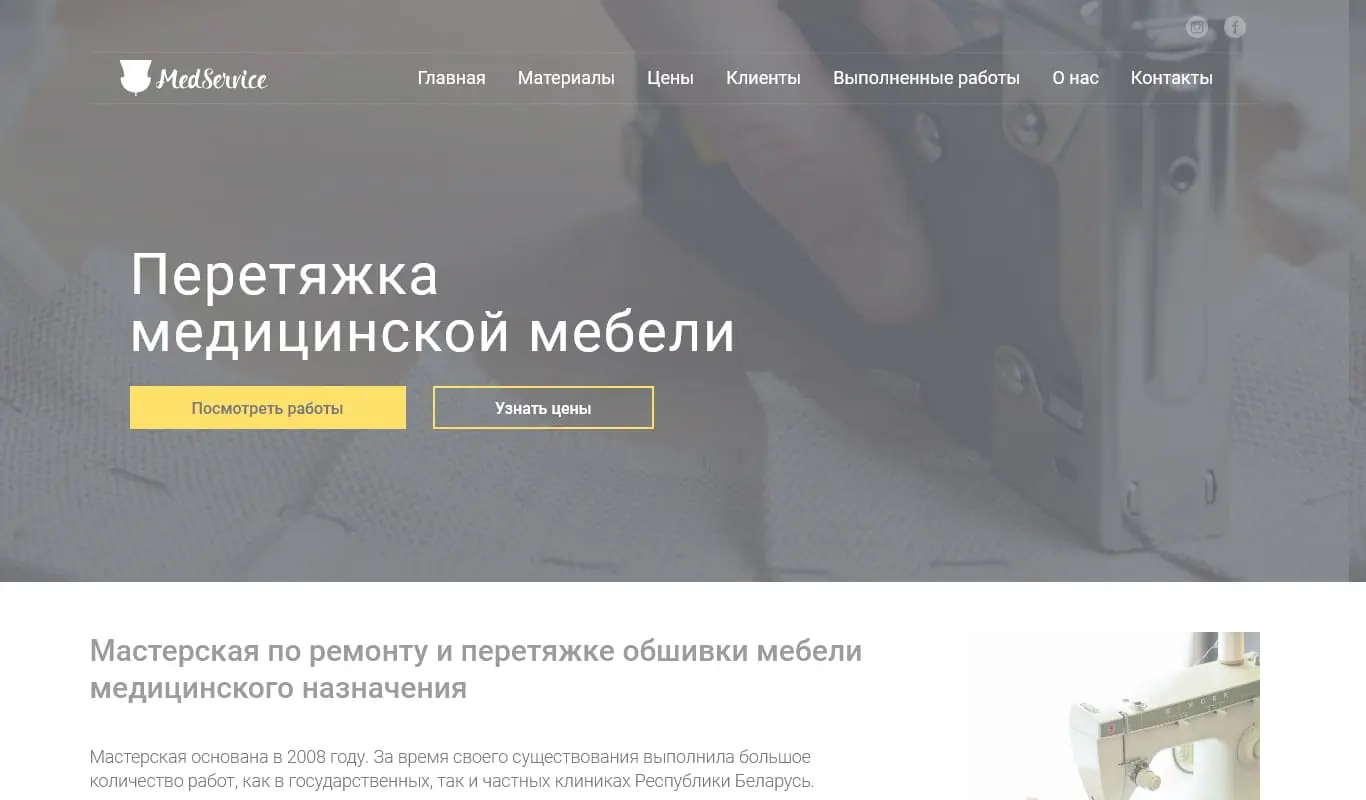 MedService
Главная Материалы Цены Клиенты Выполненные работы О нас Контакты
Перетяжка
медицинской мебели
Посмотреть работы Узнать цены
Мастерская по ремонту и перетяжке обшивки мебели
медицинского назначения
SINGER
Мастерская основана в 2008 году. За время своего существования выполнила большое
количество работ, как в государственных, так и частных клиниках Республики Беларусь.